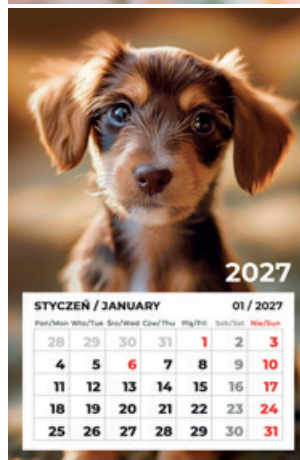 2027
STYCZEŃ / JANUARY 01 / 2027
Pon/Mon Wto/Tue Śro/Wed Czw/Thu Pią/Fri Sob/Sat Nie/Sun
28 29 30 31 1 2 3
4 5 6 7 8 9 10
11 12 13 14 15 16 17
18 19 20 21 22 23 24
25 26 27 28 29 30 31